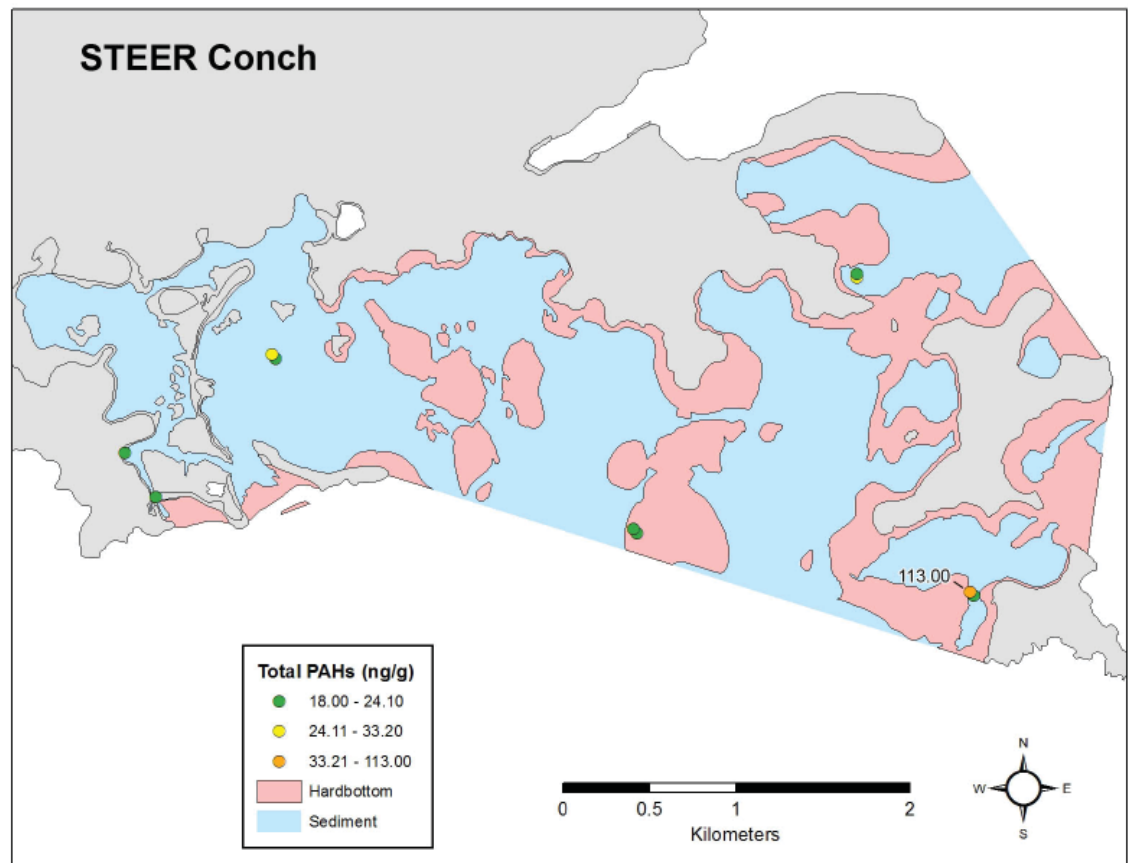 STEER Conch
113.00
Total PAHs (ng/g)
18.00 - 24.10
24.11 - 33.20
33.21 - 113.00
Hardbottom
Sediment
0 0.5 1 2
Kilometers
N
W E
S